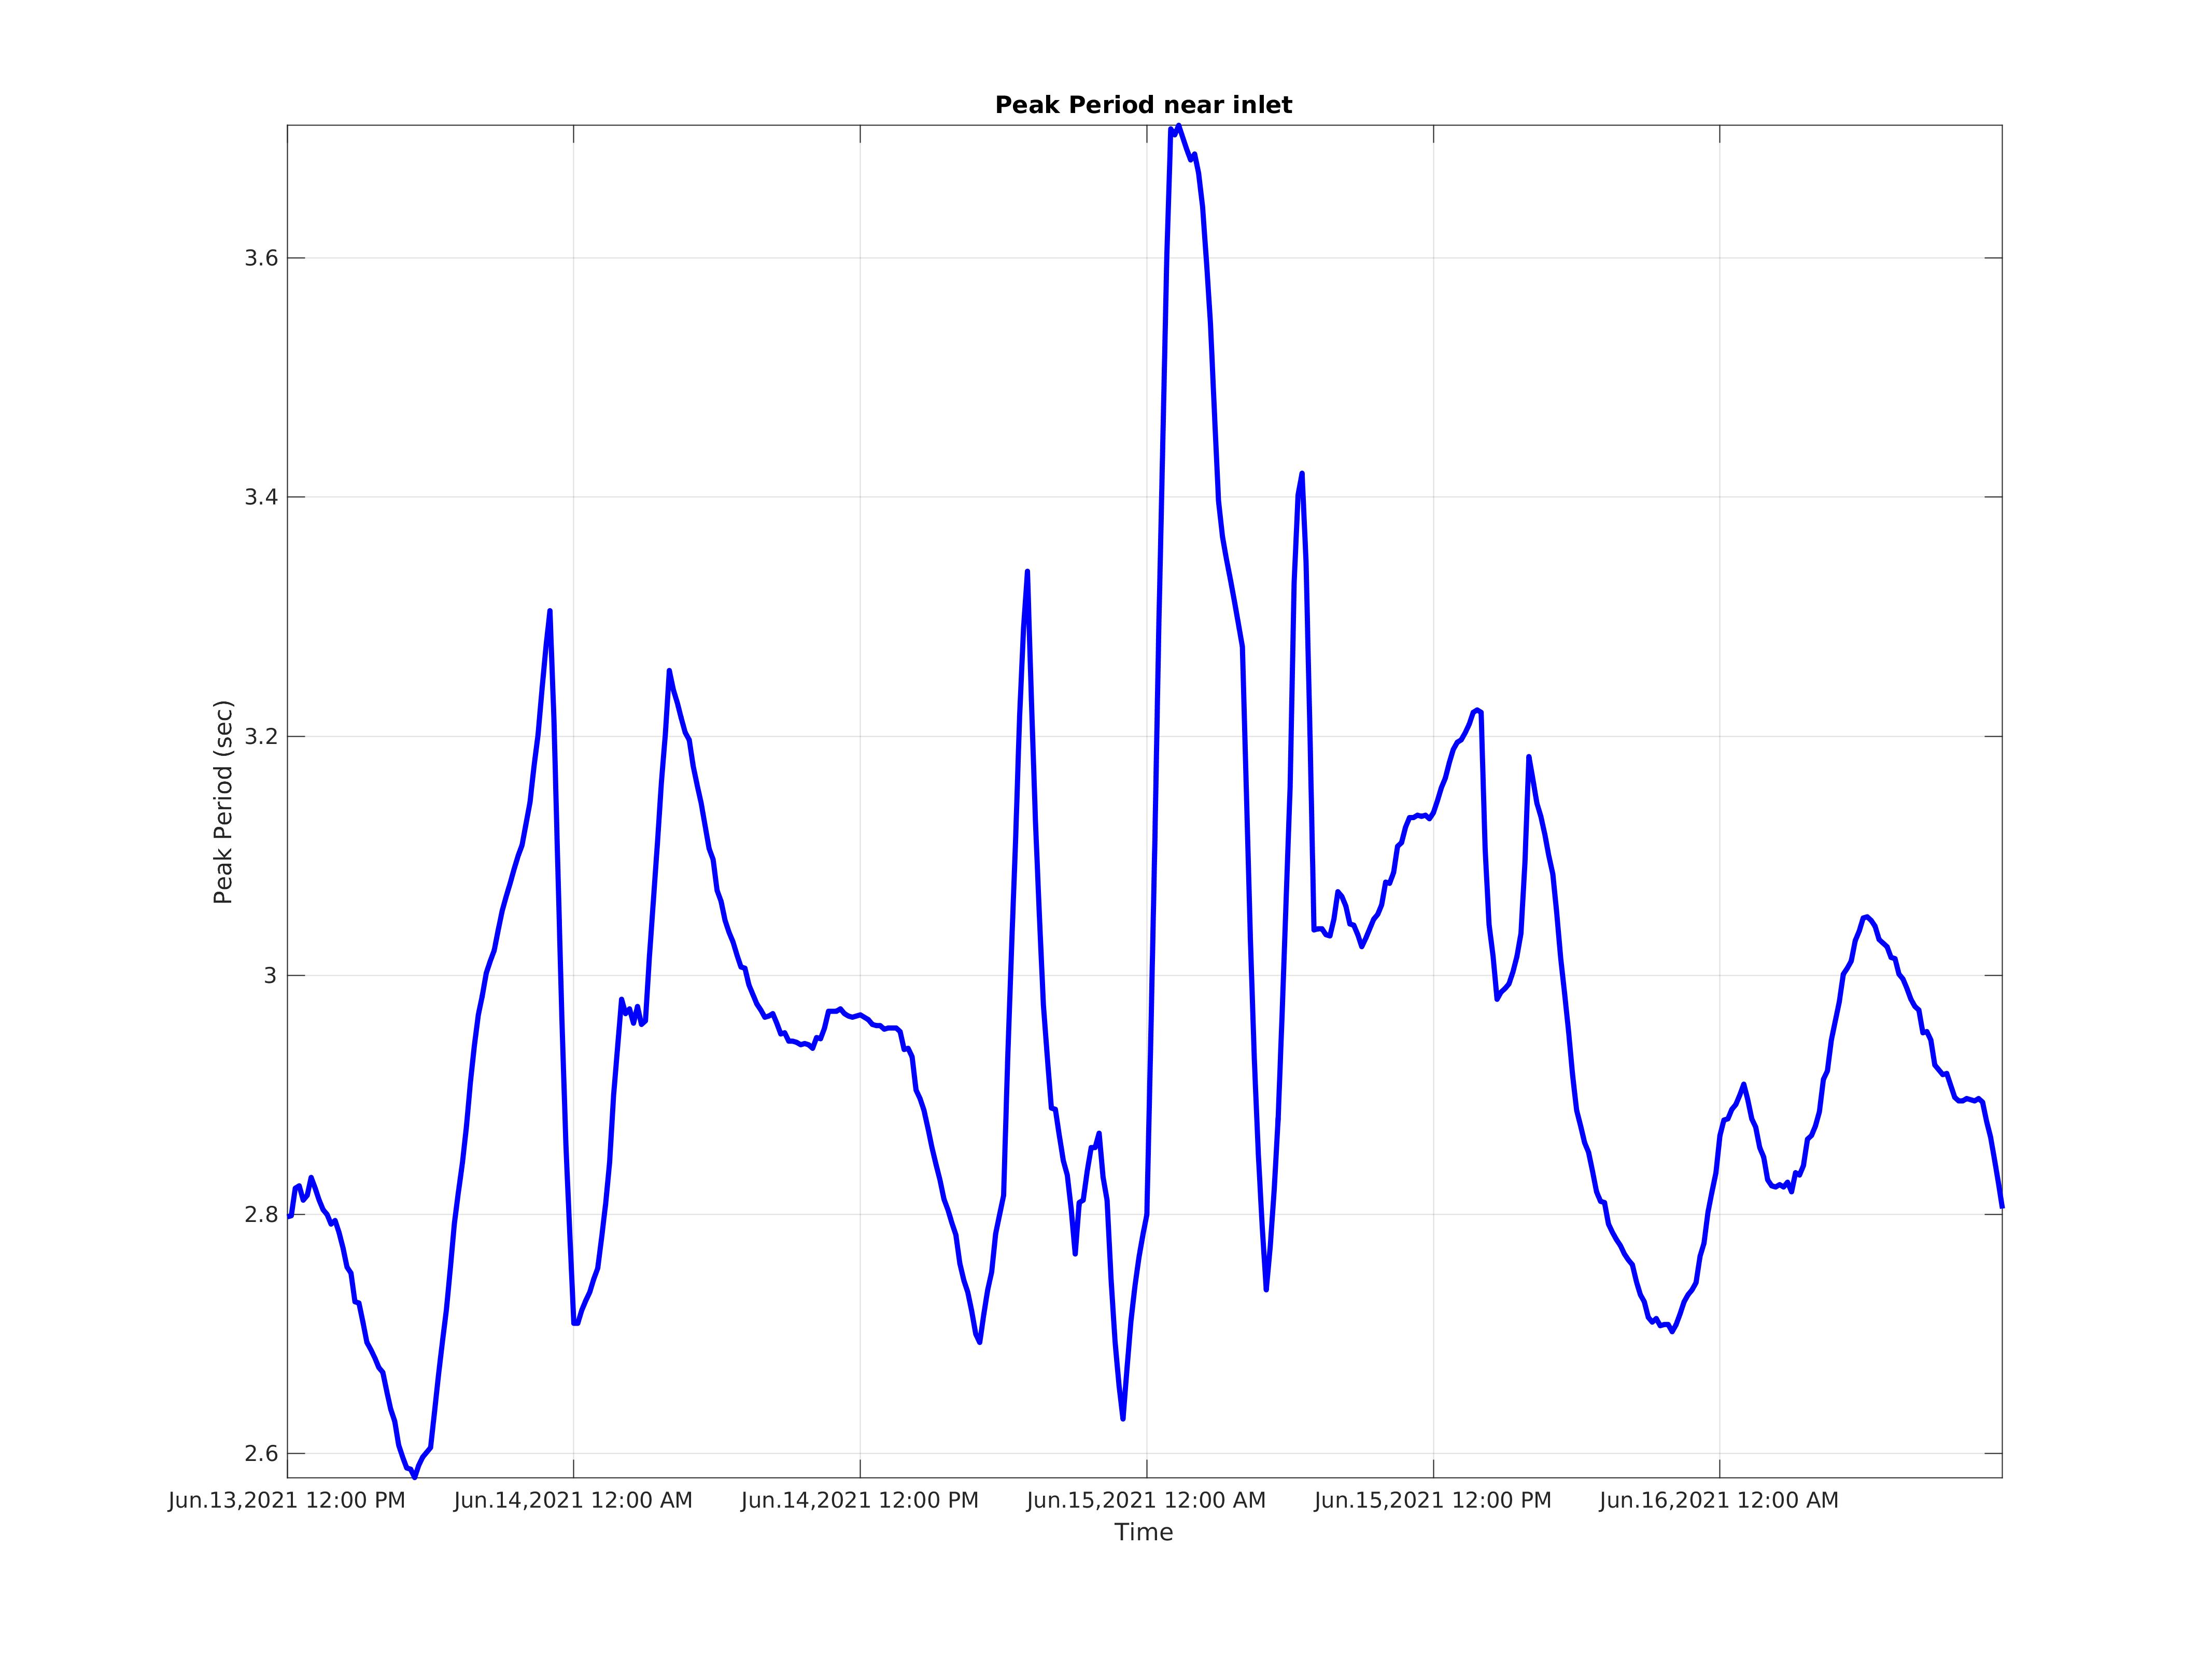 Peak Period near inlet
3.6
3.4
3.2
3
2.8
2.6
Peak Period (sec)
Jun.13,2021 12:00 PM
Jun.14,2021 12:00 AM
Jun.14,2021 12:00 PM
Jun.15,2021 12:00 AM
Jun.15,2021 12:00 PM
Jun.16,2021 12:00 AM
Time